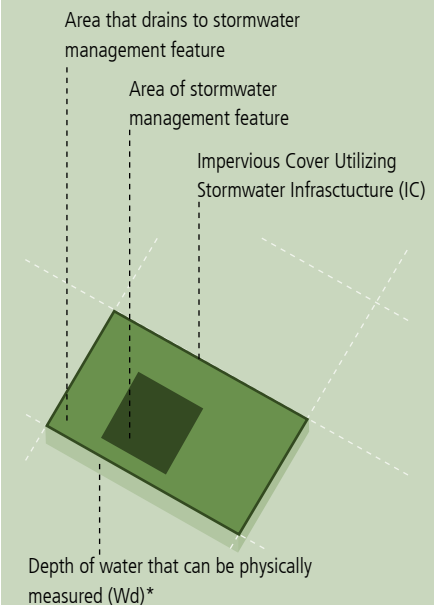 Area that drains to stormwater
management feature
Area of stormwater
management feature
Impervious Cover Utilizing
Stormwater Infrasctucture (IC)
Depth of water that can be physically
measured (Wd)*